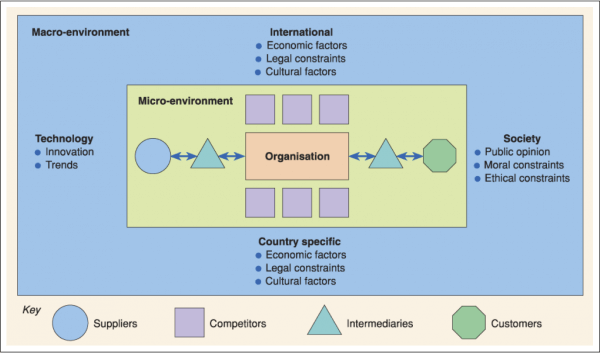 Macro-environment
International
Economic factors
Legal constraints
Cultural factors
Micro-environment
Technology
Innovation
Trends
Organisation
Society
Public opinion
Moral constraints
Ethical constraints
Country specific
Economic factors
Legal constraints
Cultural factors
Key
Suppliers
Competitors
Intermediaries
Customers